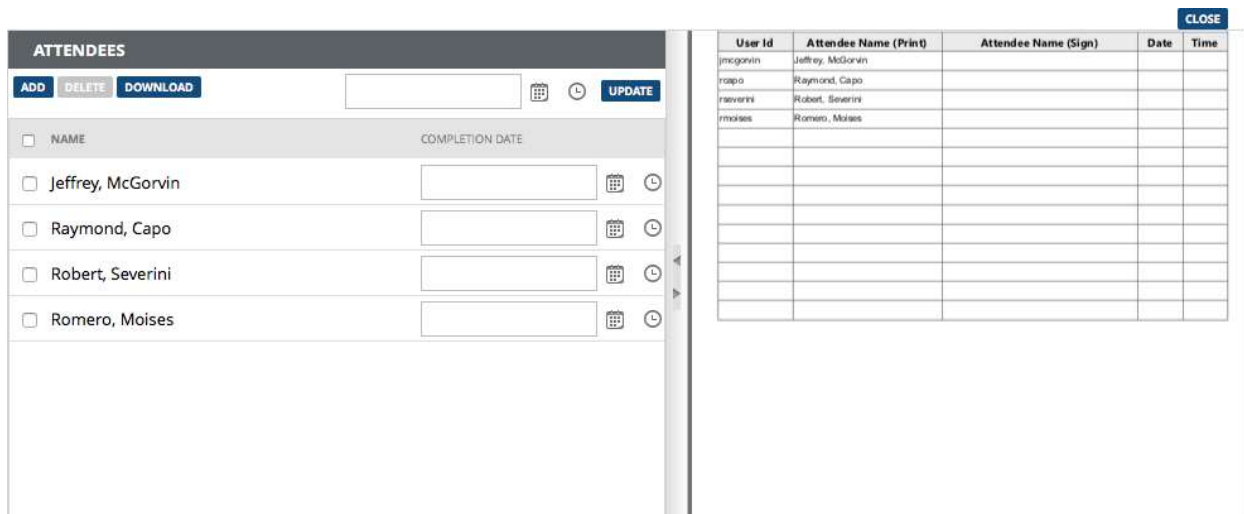 CLOSE
ATTENDEES
ADD DELETE DOWNLOAD UPDATE
NAME COMPLETION DATE
Jeffrey, McGorvin
Raymond, Capo
Robert, Severini
Romero, Moises
User Id Attendee Name (Print) Attendee Name (Sign) Date Time
jmcgorvin Jeffrey, McGorvin
rcapo Raymond, Capo
rseverini Robert, Severini
rmoises Romero, Moises